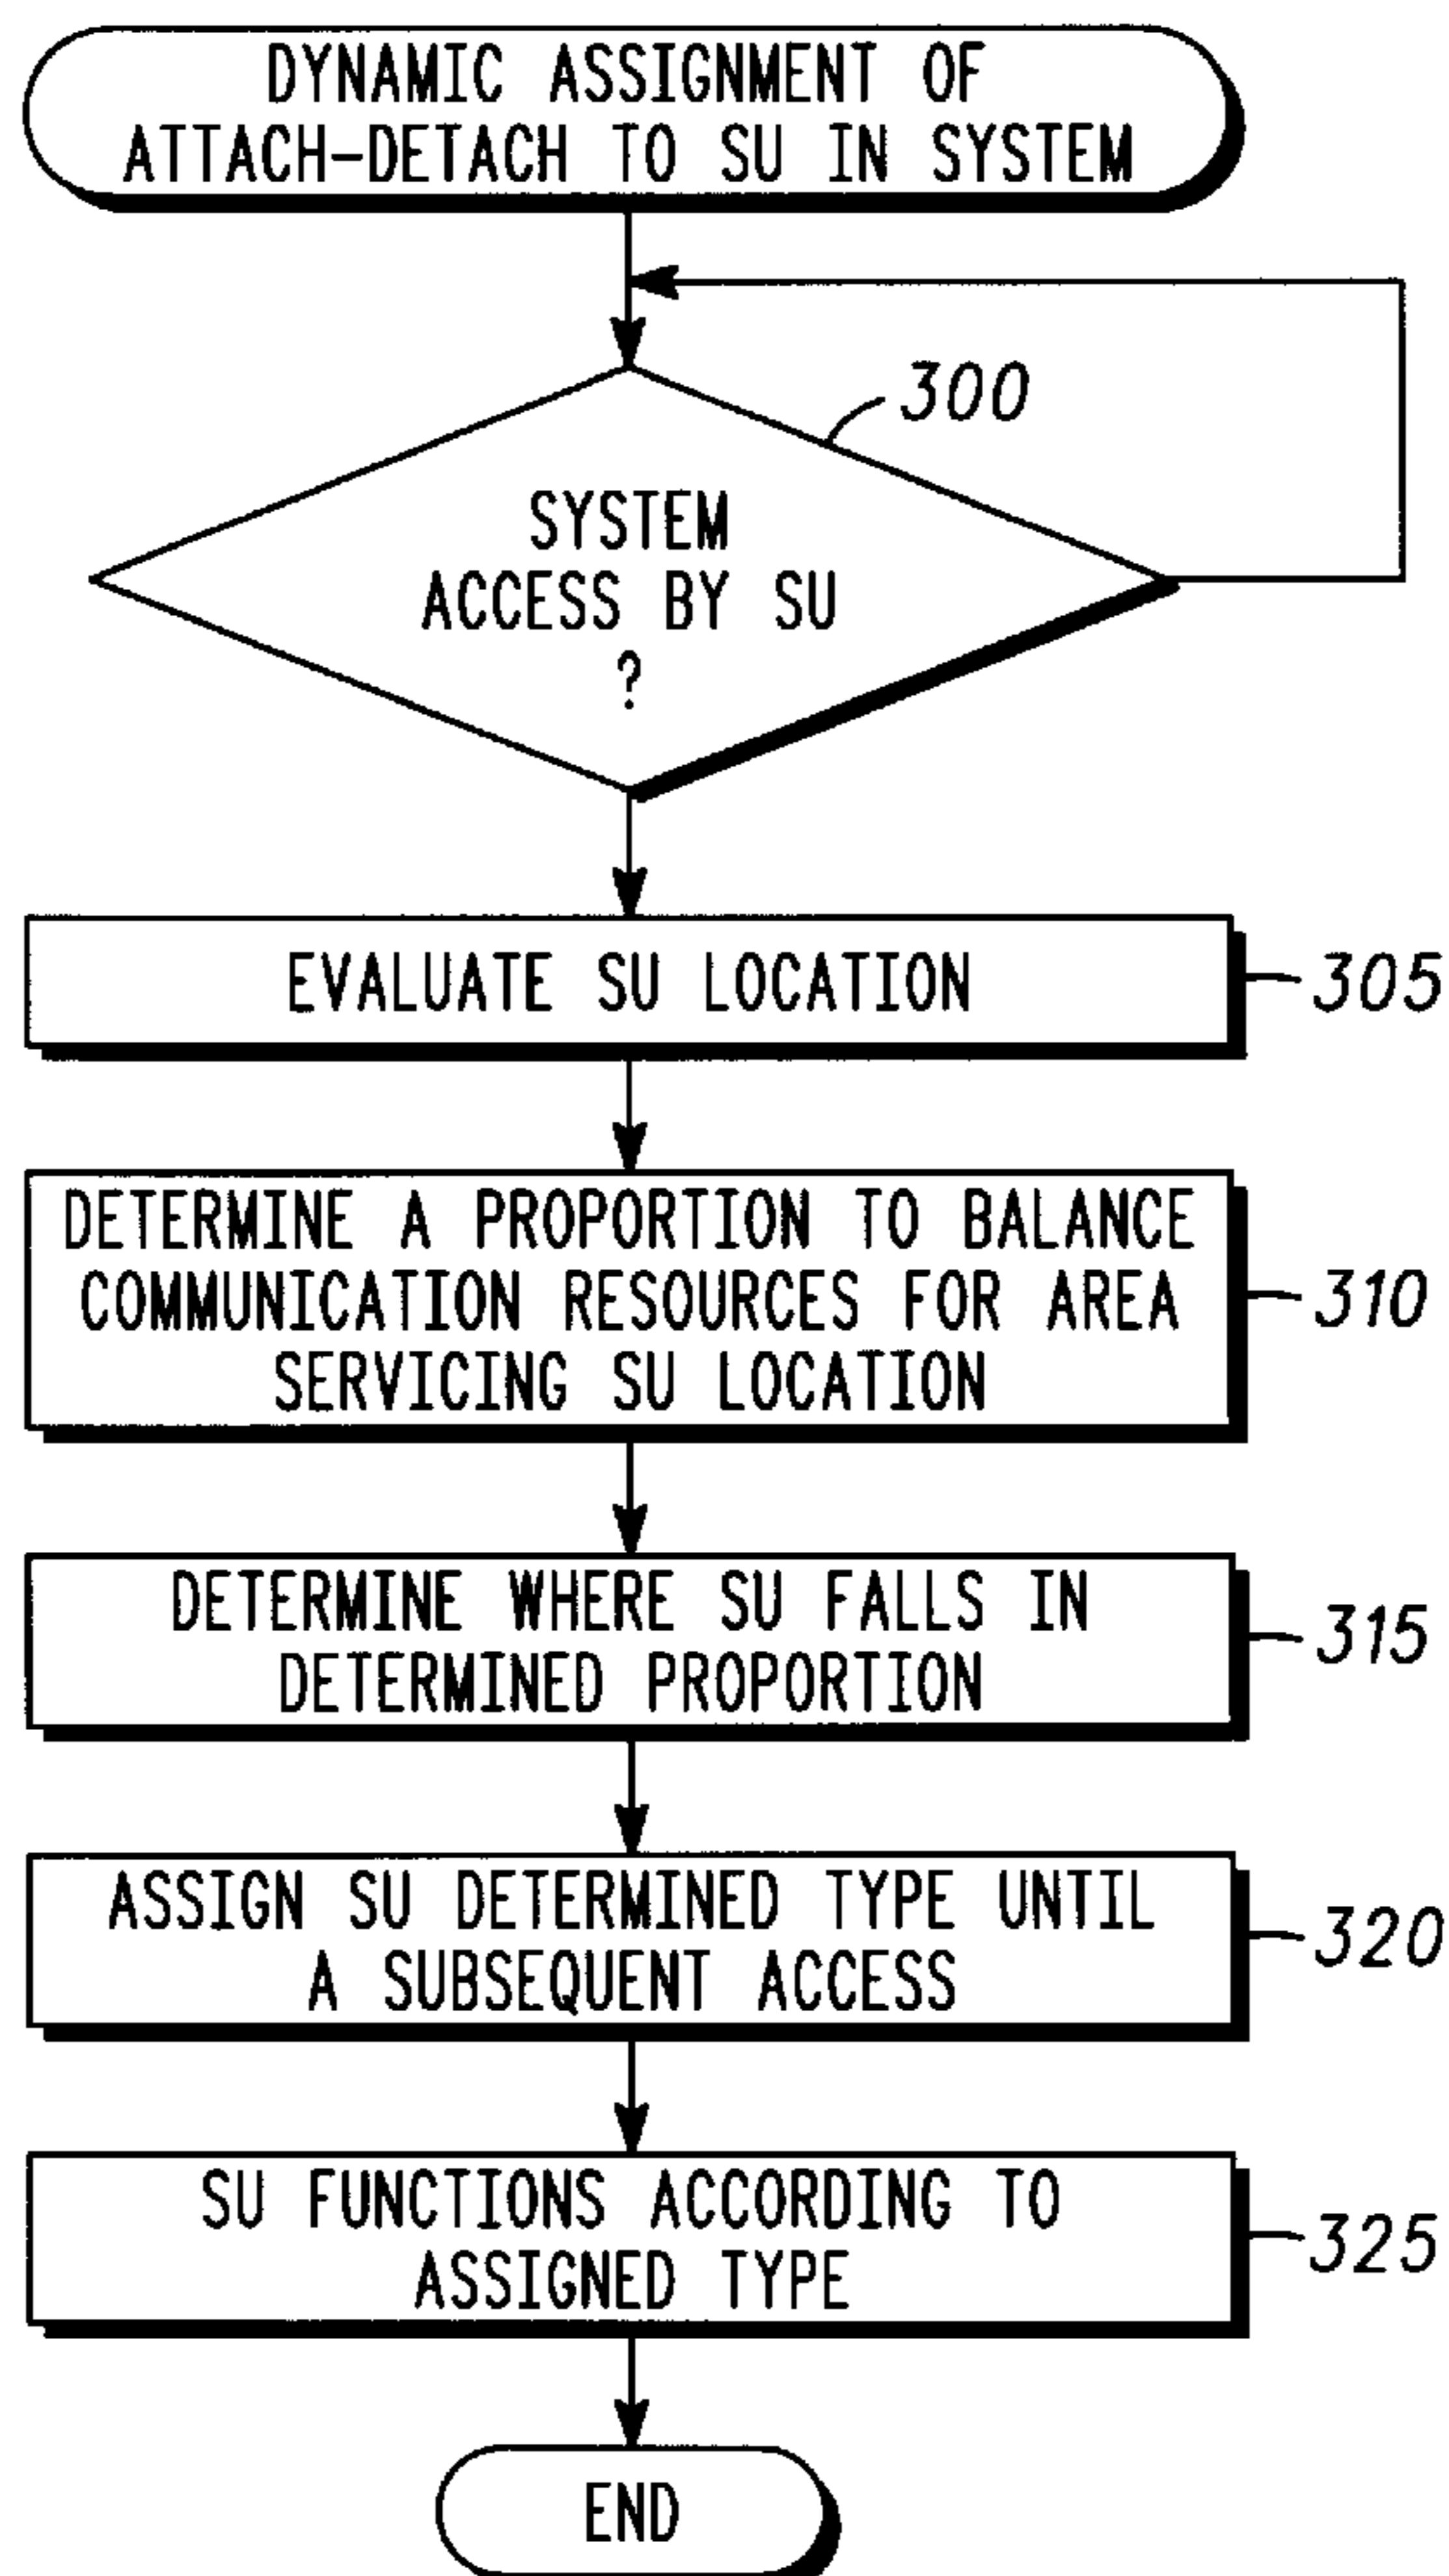 DYNAMIC ASSIGNMENT OF
ATTACH-DETACH TO SU IN SYSTEM
300
SYSTEM
ACCESS BY SU
?
EVALUATE SU LOCATION
305
DETERMINE A PROPORTION TO BALANCE
COMMUNICATION RESOURCES FOR AREA
SERVICING SU LOCATION
310
DETERMINE WHERE SU FALLS IN
DETERMINED PROPORTION
315
ASSIGN SU DETERMINED TYPE UNTIL
A SUBSEQUENT ACCESS
320
SU FUNCTIONS ACCORDING TO
ASSIGNED TYPE
325
END